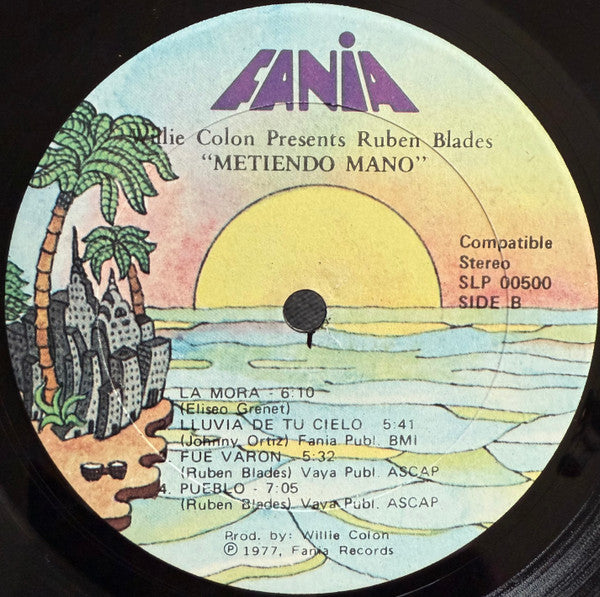 FANIA
Willie Colon Presents Ruben Blades
"METIENDO MANO"
Compatible
Stereo
SLP 00500
SIDE B
LA MORA - 6:10
(Eliseo Grenet)
LLUVIA DE TU CIELO 5:41
(Johnny Ortiz) Fania Publ. BMI
FUE VARON - 5:32
(Ruben Blades) Vaya Publ. ASCAP
4. PUEBLO - 7:05
(Ruben Blades) Vaya Publ. ASCAP
Prod. by: Willie Colon
℗ 1977, Fania Records